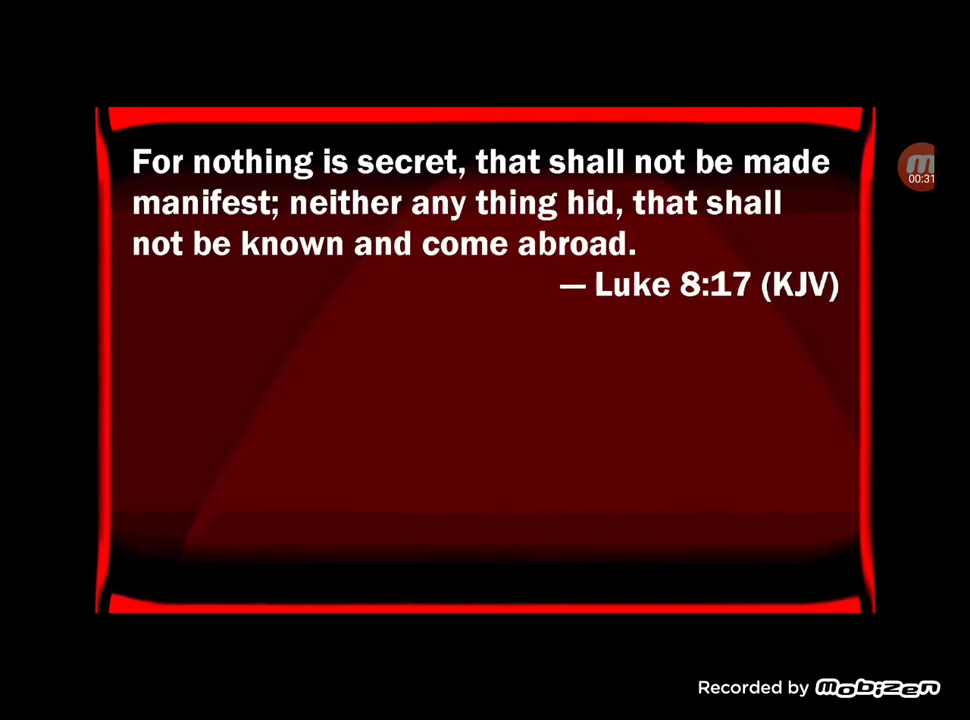 For nothing is secret, that shall not be made
manifest; neither any thing hid, that shall
not be known and come abroad.
— Luke 8:17 (KJV)
00:31
Recorded by mobizen